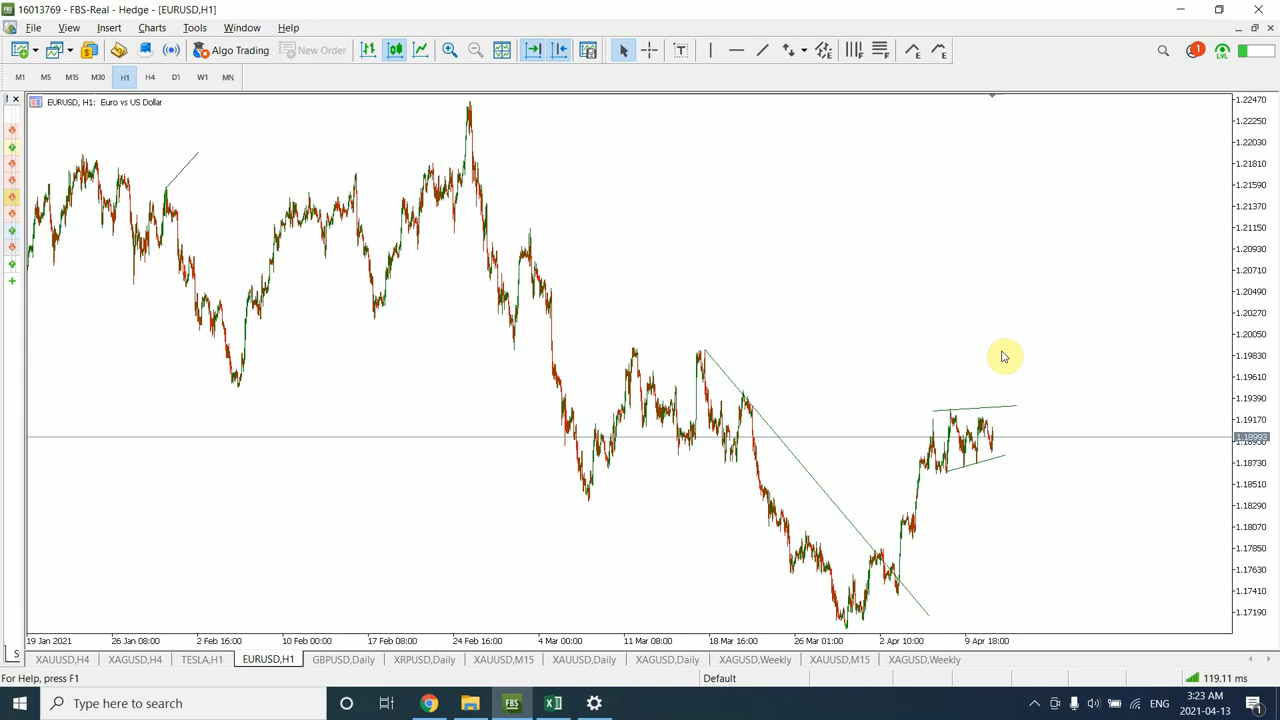 16013769 - FBS-Real - Hedge - [EURUSD,H1]
File View Insert Charts Tools Window Help
Algo Trading New Order 1 LVL
M1 M5 M15 M30 H1 H4 D1 W1 MN
EURUSD, H1: Euro vs US Dollar
1.22470
1.22250
1.22030
1.21810
1.21590
1.21370
1.21150
1.20930
1.20710
1.20490
1.20270
1.20050
1.19830
1.19610
1.19390
1.19170
1.18993
1.18730
1.18510
1.18290
1.18070
1.17850
1.17630
1.17410
1.17190
19 Jan 2021 26 Jan 08:00 2 Feb 16:00 10 Feb 00:00 17 Feb 08:00 24 Feb 16:00 4 Mar 00:00 11 Mar 08:00 18 Mar 16:00 26 Mar 01:00 2 Apr 10:00 9 Apr 18:00
S XAUUSD,H4 XAGUSD,H4 TESLA,H1 EURUSD,H1 GBPUSD,Daily XRPUSD,Daily XAUUSD,M15 XAUUSD,Daily XAGUSD,Daily XAGUSD,Weekly XAUUSD,M15 XAGUSD,Weekly
For Help, press F1 Default 119.11 ms
Type here to search FBS ENG 3:23 AM
2021-04-13 1